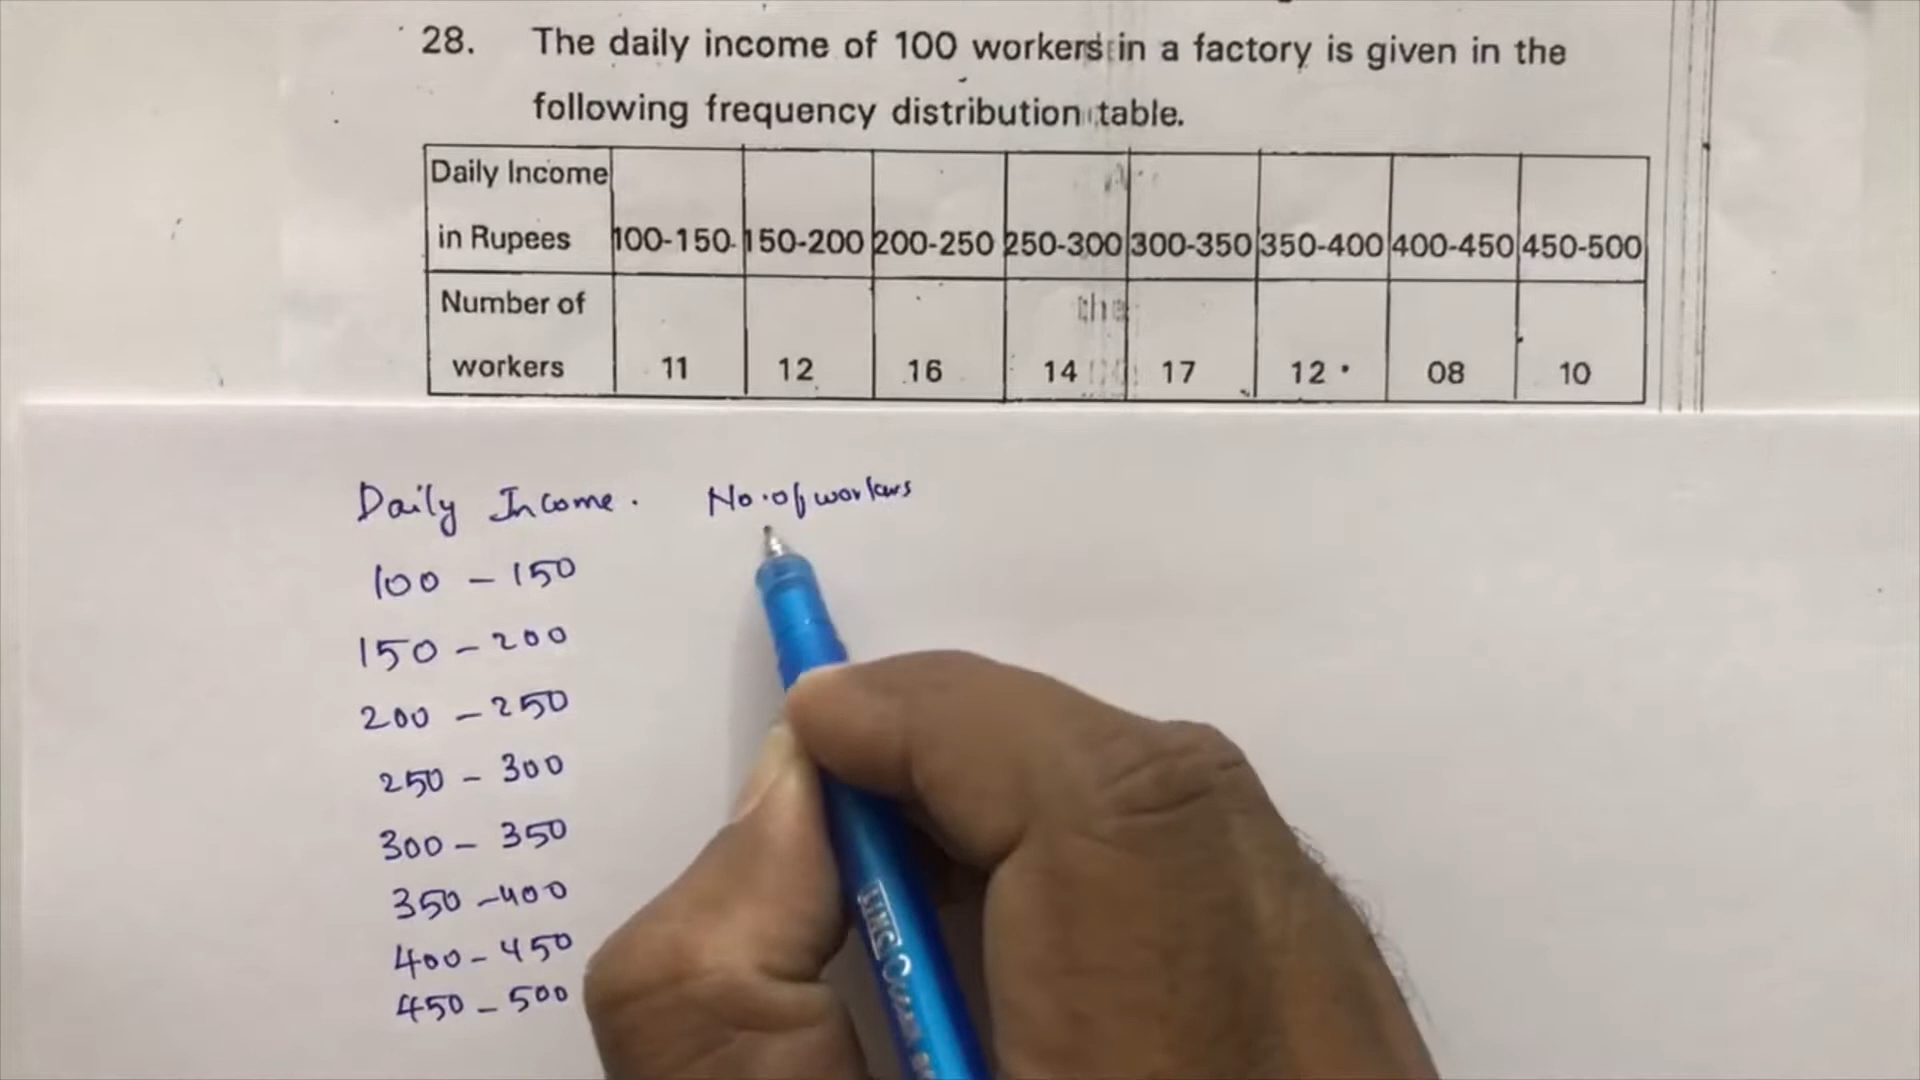 28. The daily income of 100 workers in a factory is given in the
following frequency distribution table.
Daily Income
in Rupees 100-150 150-200 200-250 250-300 300-350 350-400 400-450 450-500
Number of
workers 11 12 16 14 17 12 08 10
Daily Income. No. of workers
100 - 150
150 - 200
200 - 250
250 - 300
300 - 350
350 - 400
400 - 450
450 - 500